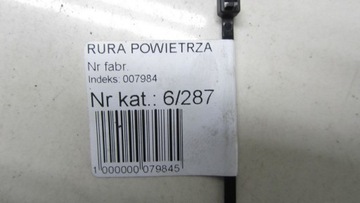 RURA POWIETRZA
Nr fabr.
Indeks: 007984
Nr kat.: 6/287
1 000000 079845